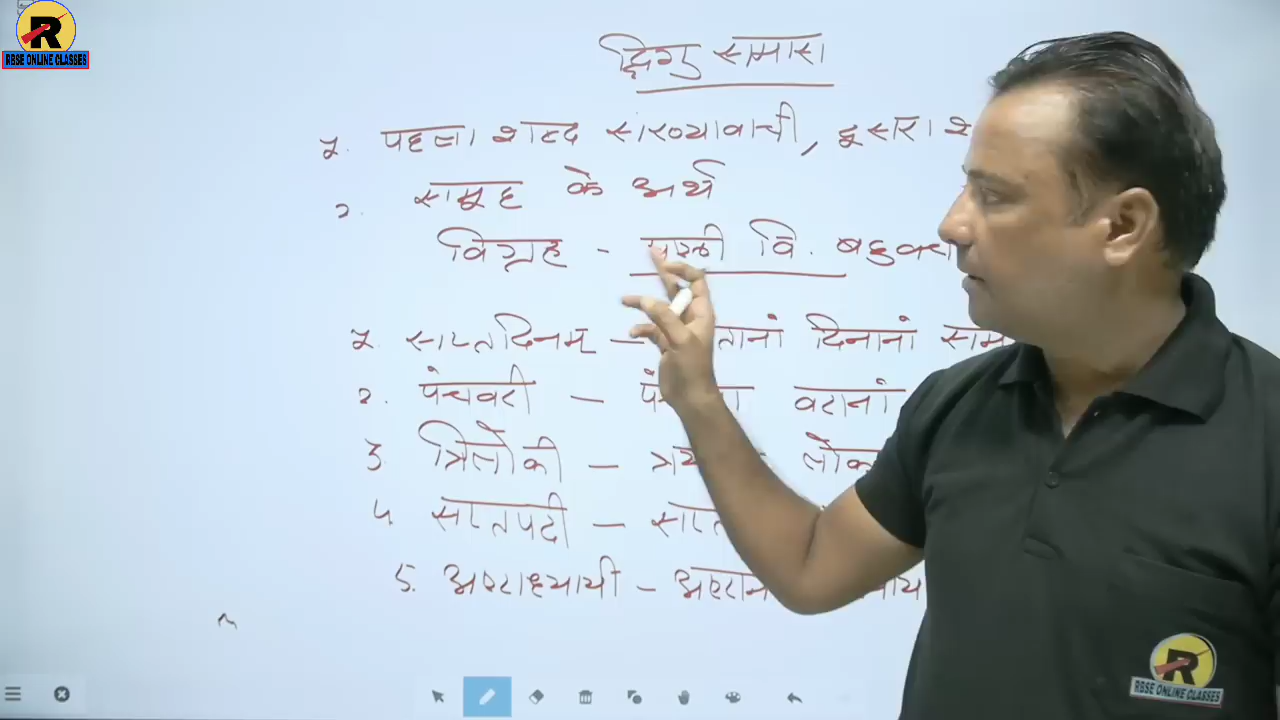 R
RBSE ONLINE CLASSES
द्विगु समास
1. पहला शब्द संख्यावाची, दूसरा
2. समूह के अर्थ
विग्रह - षष्ठी वि. बहुवच
1. सप्तदिनम् - दिनानां
2. पंचवटी - वटानां
3. त्रिलोकी -
4. सप्तपदी -
5. अष्टाध्यायी -
R
RBSE ONLINE CLASSES